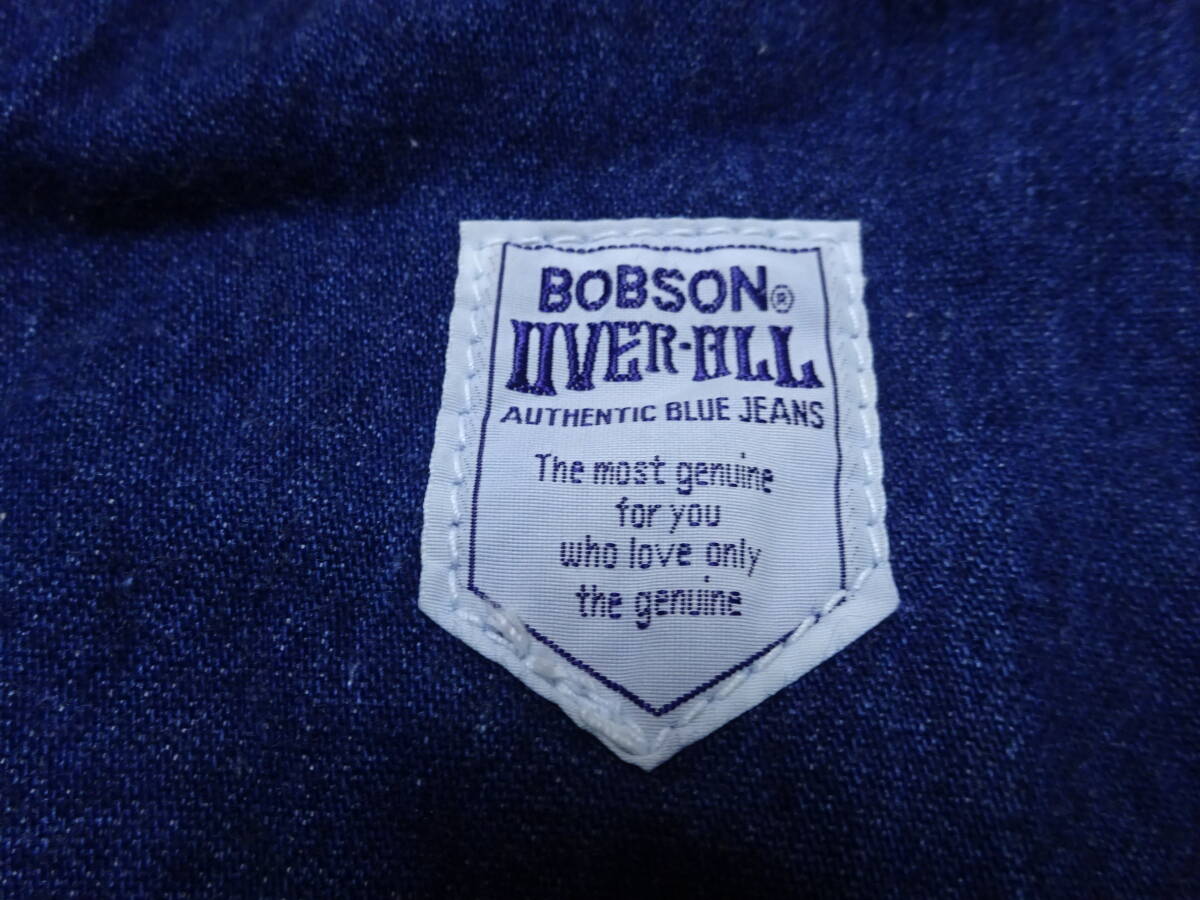 BOBSON®
OVER-ALL
AUTHENTIC BLUE JEANS
The most genuine
for you
who love only
the genuine